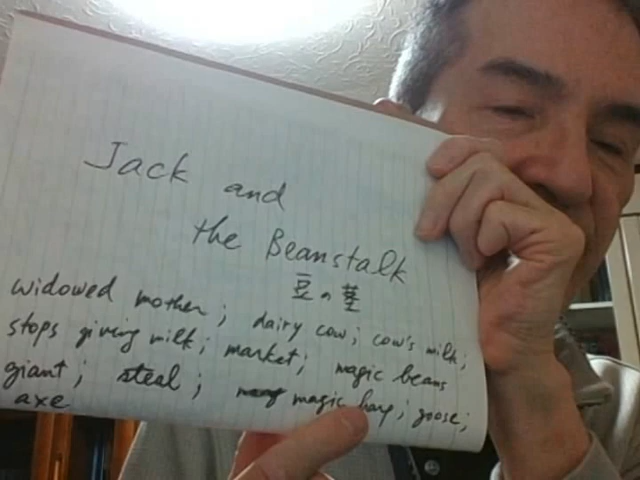 Jack and
the Beanstalk
豆の茎
widowed mother; dairy cow; cow's milk;
stops giving milk; market; magic beans
giant; steal; magic harp; goose;
axe